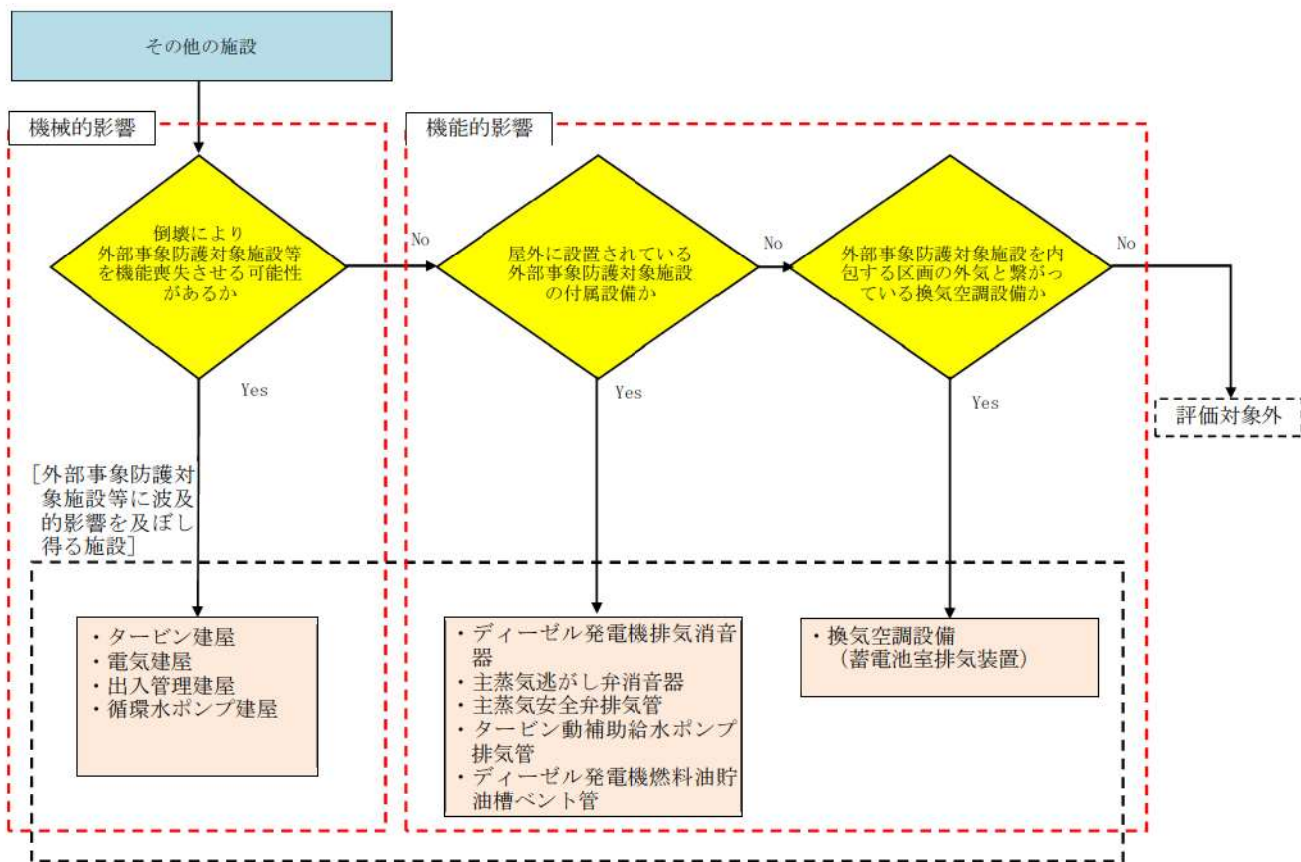 その他の施設
機械的影響
機能的影響
倒壊により
外部事象防護対象施設等
を機能喪失させる可能性
があるか
No
屋外に設置されている
外部事象防護対象施設
の付属設備か
No
外部事象防護対象施設を内
包する区画の外気と繋がっ
ている換気空調設備か
No
Yes
Yes
Yes
評価対象外
[外部事象防護対
象施設等に波及
的影響を及ぼし
得る施設]
・タービン建屋
・電気建屋
・出入管理建屋
・循環水ポンプ建屋
・ディーゼル発電機排気消音
器
・主蒸気逃がし弁消音器
・主蒸気安全弁排気管
・タービン動補助給水ポンプ
排気管
・ディーゼル発電機燃料油貯
油槽ベント管
・換気空調設備
（蓄電池室排気装置）